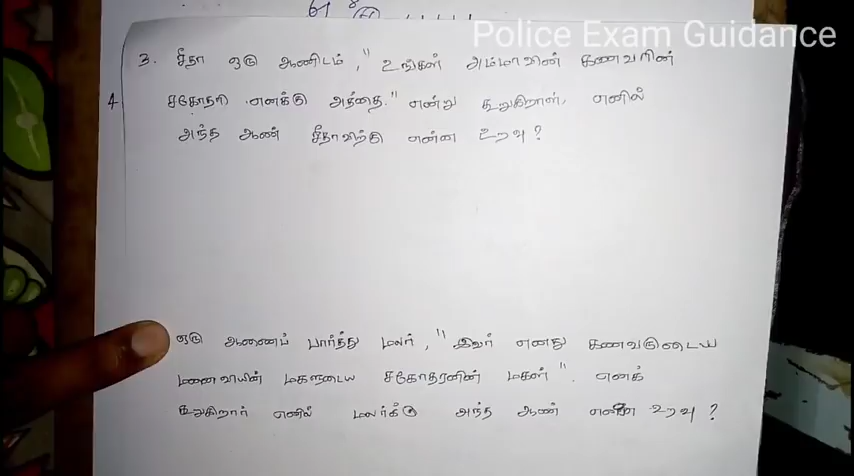 Police Exam Guidance
3. சீதா ஒரு ஆணிடம், "உங்கள் அம்மாவின் கணவரின்
4 சகோதரி எனக்கு அத்தை." என்று கூறுகிறாள், எனில்
அந்த ஆண் சீதாவிற்கு என்ன உறவு?
ஒரு ஆணைப் பார்த்து மலர், "இவர் எனது கணவருடைய
மனைவியின் மகளுடைய சகோதரனின் மகன்". எனக்
கூறுகிறார் எனில் மலர்க்கு அந்த ஆண் என்ன உறவு?